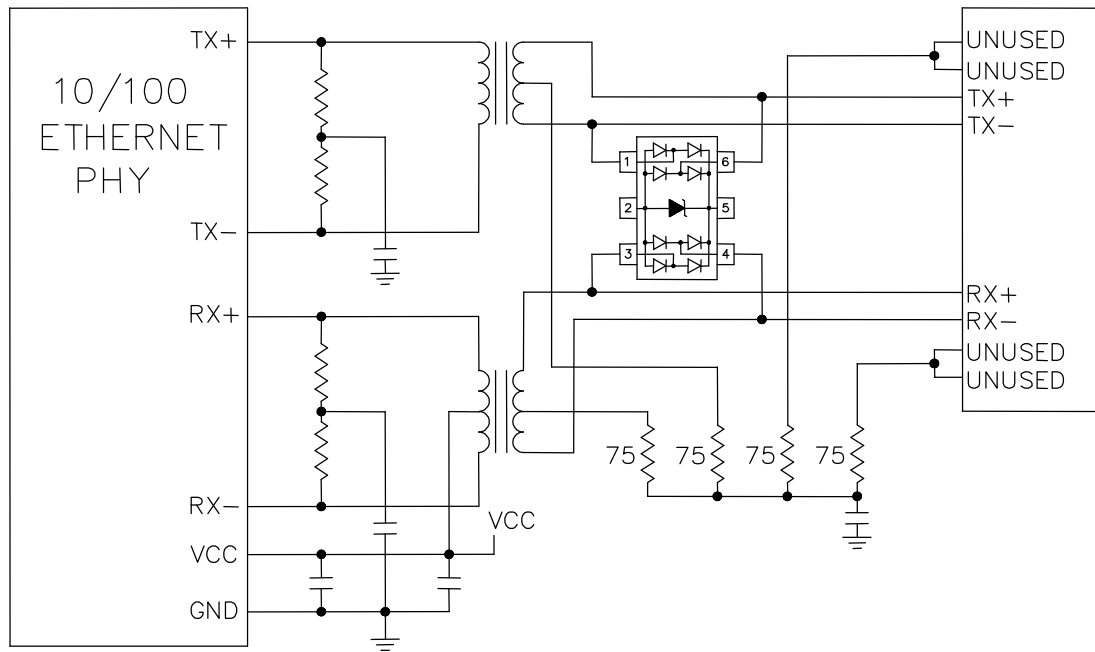 10/100
ETHERNET
PHY
TX+
TX-
RX+
RX-
VCC
GND
VCC
1
2
3
6
5
4
75
75
75
75
UNUSED
UNUSED
TX+
TX-
RX+
RX-
UNUSED
UNUSED